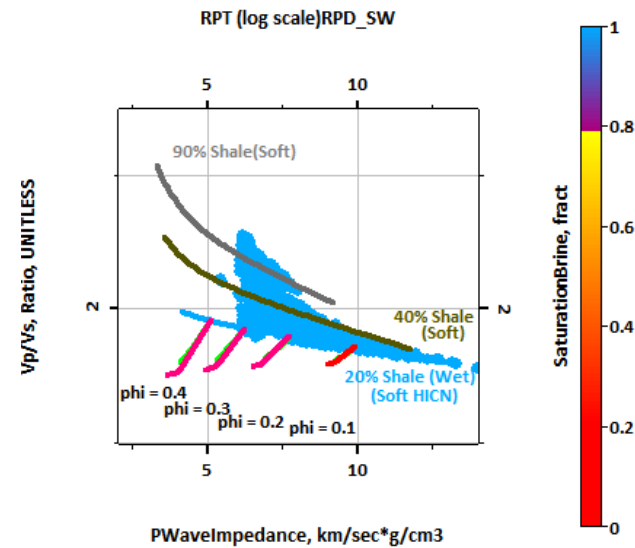 RPT (log scale)RPD_SW
5 10
90% Shale(Soft)
2
2
40% Shale
(Soft)
20% Shale (Wet)
(Soft HICN)
phi = 0.4
phi = 0.3
phi = 0.2
phi = 0.1
5 10
PWaveImpedance, km/sec*g/cm3
Vp/Vs, Ratio, UNITLESS
SaturationBrine, fract
1
0.8
0.6
0.4
0.2
0